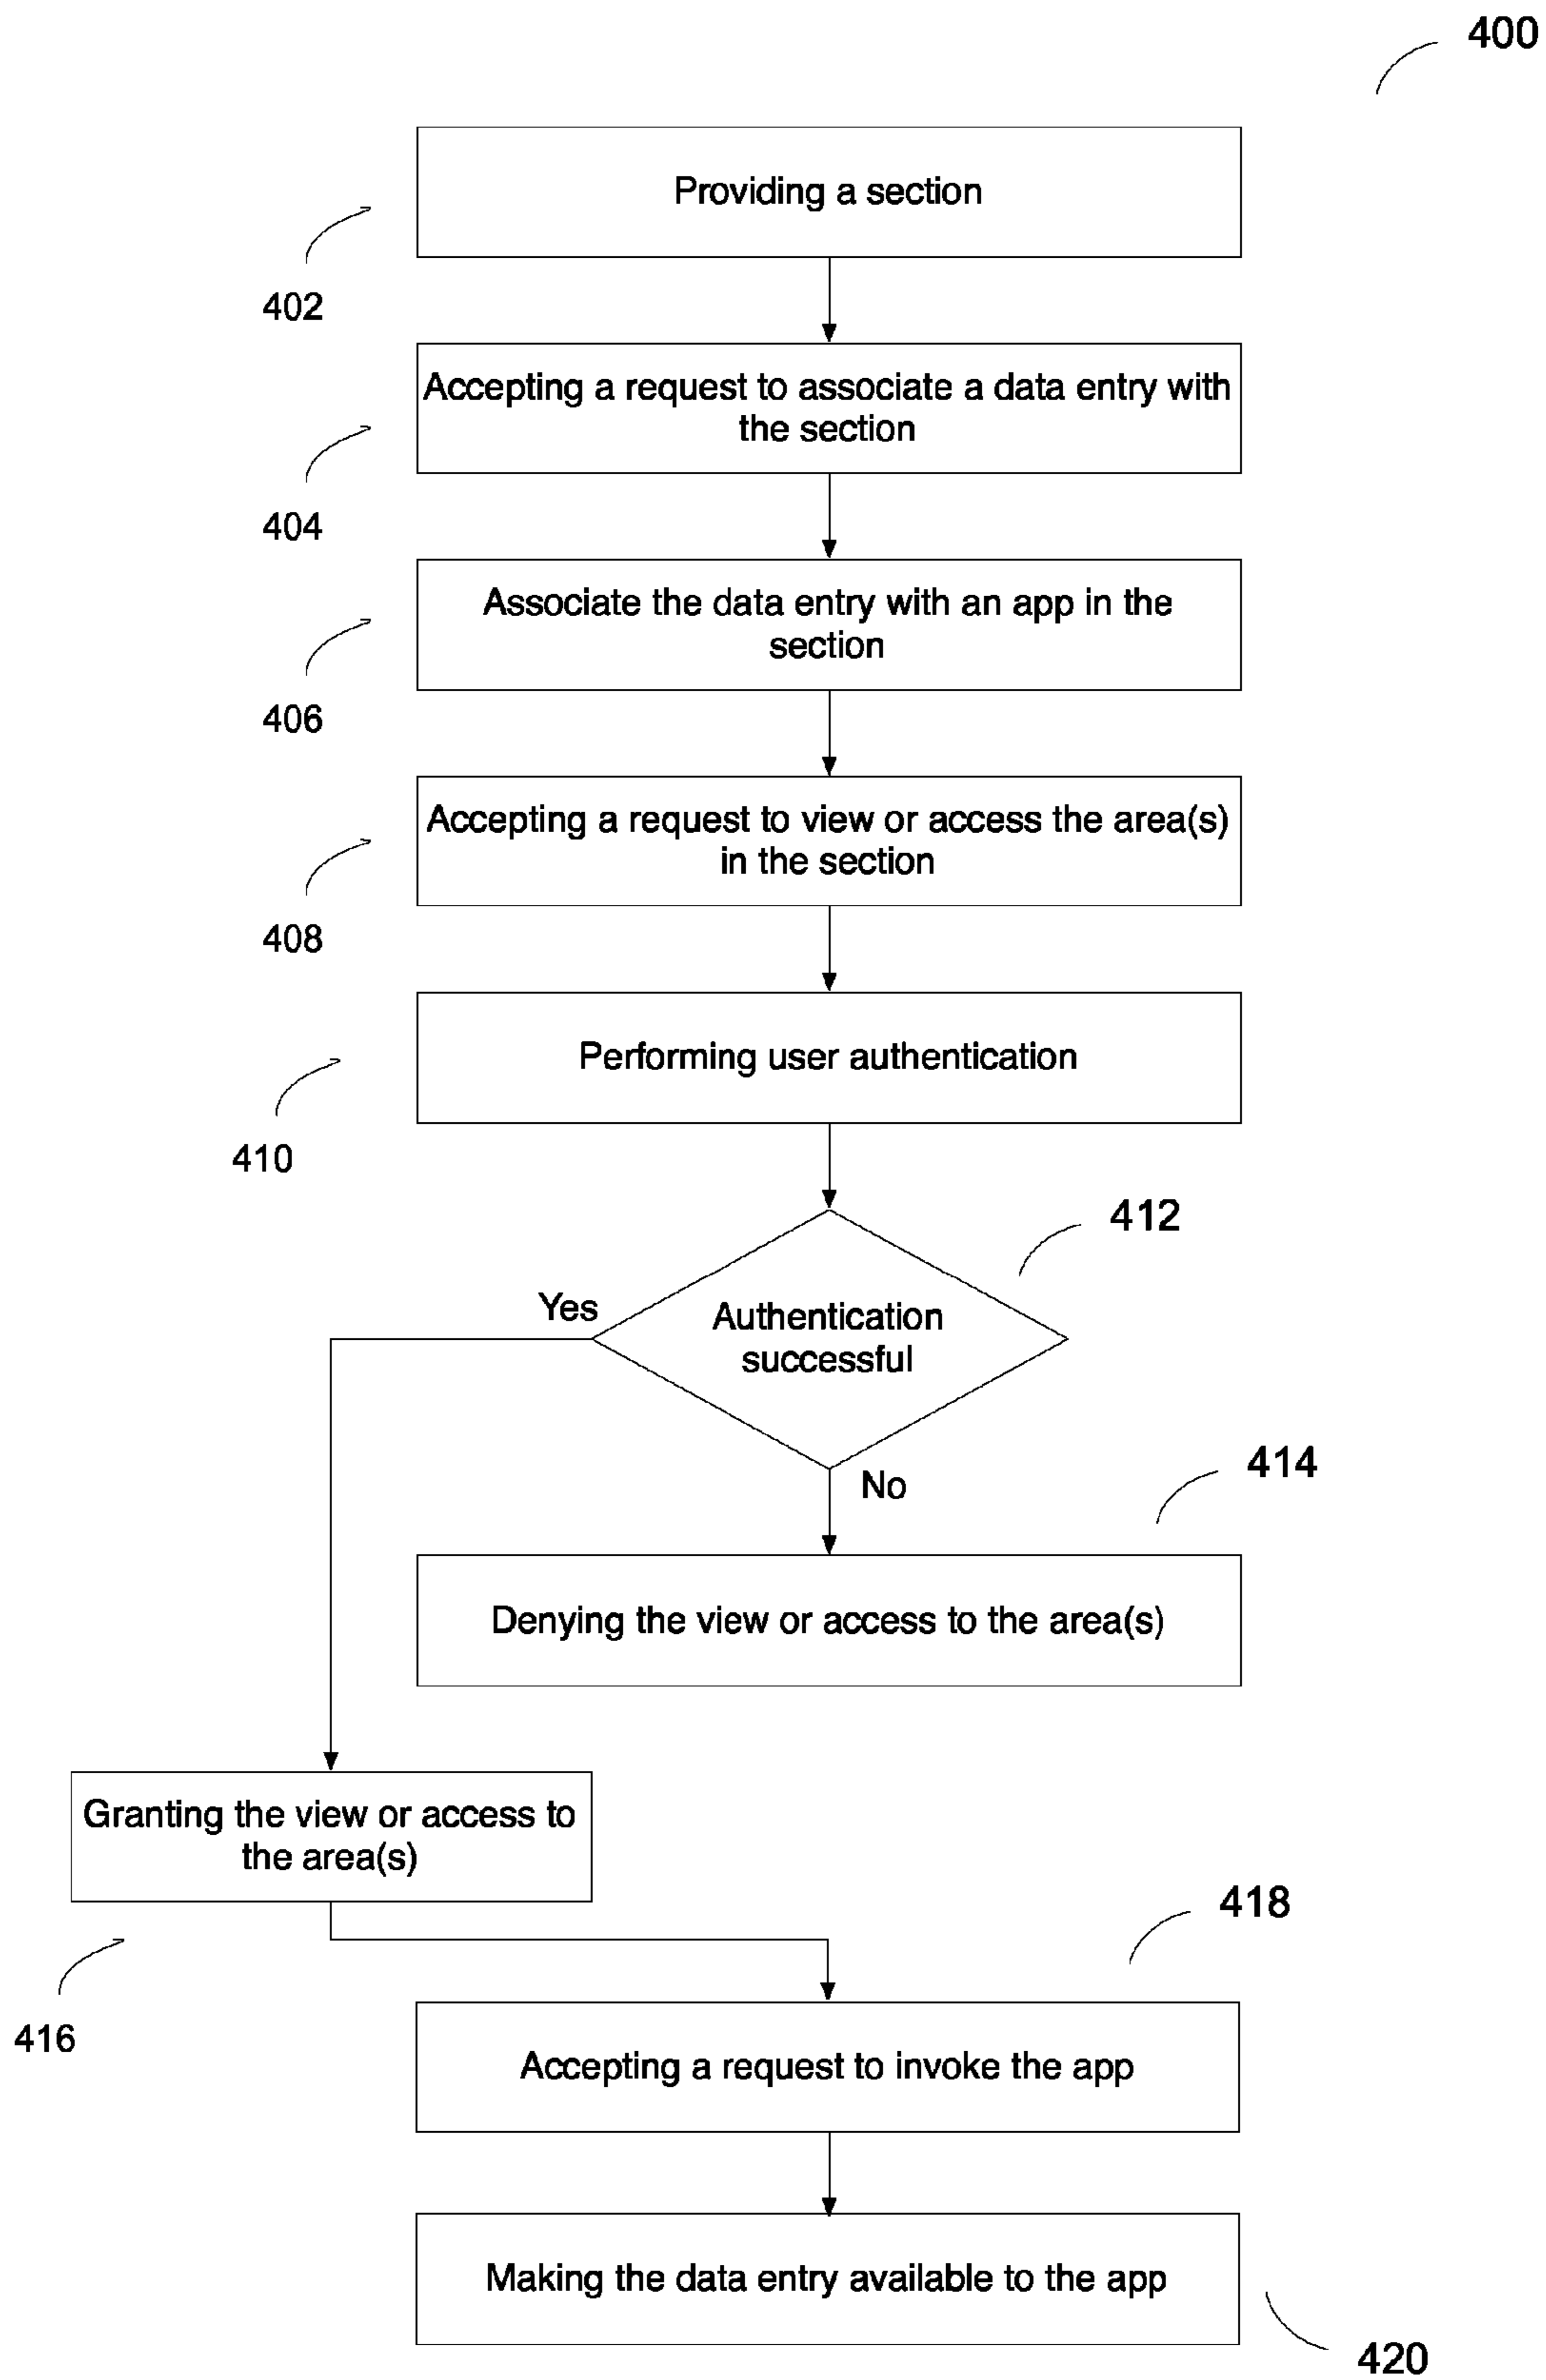 400
Providing a section
402
Accepting a request to associate a data entry with
the section
404
Associate the data entry with an app in the
section
406
Accepting a request to view or access the area(s)
in the section
408
Performing user authentication
410
412
Yes
Authentication
successful
No
414
Denying the view or access to the area(s)
Granting the view or access to
the area(s)
416
418
Accepting a request to invoke the app
Making the data entry available to the app
420